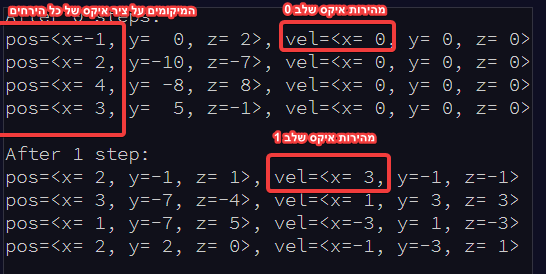 After 0 steps:
המיקומים על ציר איקס של כל הירחים
מהירות איקס שלב 0
pos=<x=-1, y=  0, z= 2>, vel=<x= 0, y= 0, z= 0>
pos=<x= 2, y=-10, z=-7>, vel=<x= 0, y= 0, z= 0>
pos=<x= 4, y= -8, z= 8>, vel=<x= 0, y= 0, z= 0>
pos=<x= 3, y=  5, z=-1>, vel=<x= 0, y= 0, z= 0>
מהירות איקס שלב 1
After 1 step:
pos=<x= 2, y=-1, z= 1>, vel=<x= 3, y=-1, z=-1>
pos=<x= 3, y=-7, z=-4>, vel=<x= 1, y= 3, z= 3>
pos=<x= 1, y=-7, z= 5>, vel=<x=-3, y= 1, z=-3>
pos=<x= 2, y= 2, z= 0>, vel=<x=-1, y=-3, z= 1>